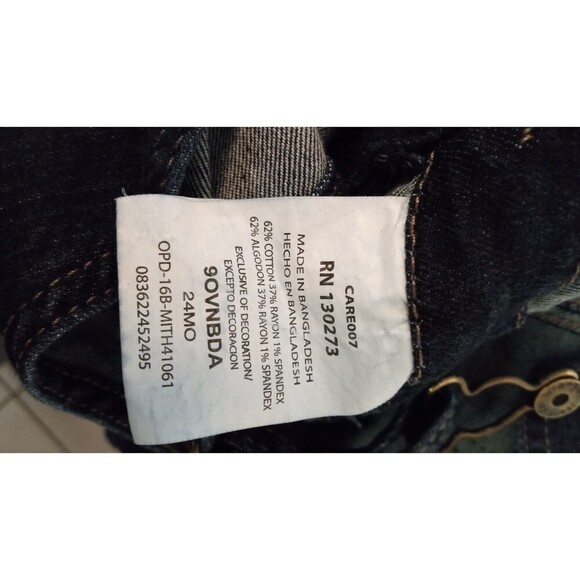 CARE007
RN 130273
MADE IN BANGLADESH
HECHO EN BANGLADESH
62% COTTON 37% RAYON 1% SPANDEX
62% ALGODON 37% RAYON 1% SPANDEX
EXCLUSIVE OF DECORATION/
EXCEPTO DECORACION
9OVNBDA
24MO
OPD-16B-MITH41061
083622452495